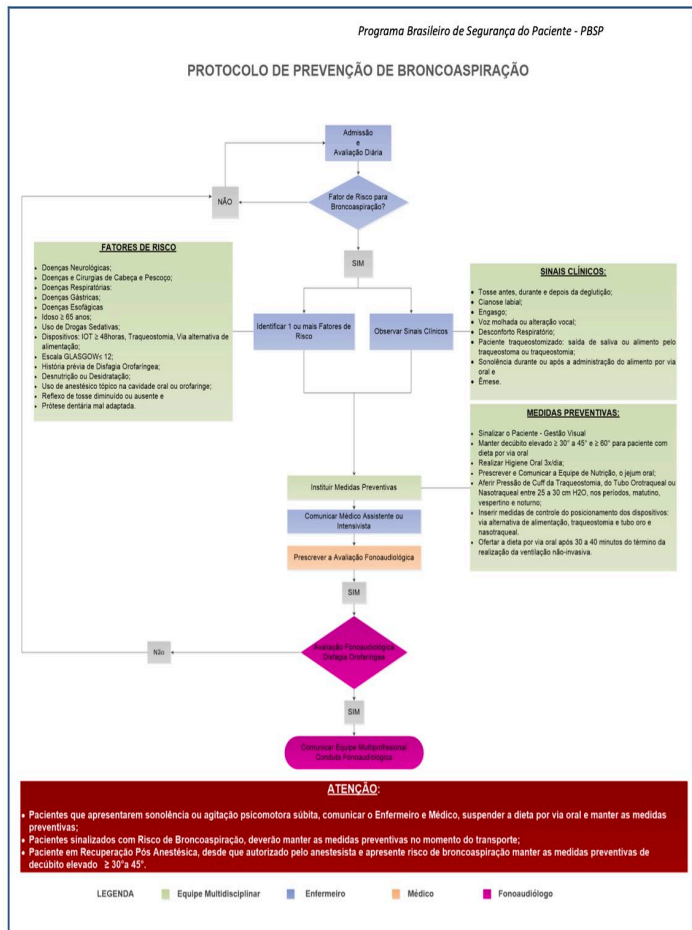 Programa Brasileiro de Segurança do Paciente - PBSP
PROTOCOLO DE PREVENÇÃO DE BRONCOASPIRAÇÃO
Admissão
e
Avaliação Diária
Fator de Risco para
Broncoaspiração?
NÃO
SIM
FATORES DE RISCO
• Doenças Neurológicas;
• Doenças e Cirurgias de Cabeça e Pescoço;
• Doenças Respiratórias:
• Doenças Gástricas;
• Doenças Esofágicas
• Idoso ≥ 65 anos;
• Uso de Drogas Sedativas;
• Dispositivos: IOT ≥ 48horas, Traqueostomia, Via alternativa de
alimentação;
• Escala GLASGOW≤ 12;
• História prévia de Disfagia Orofaríngea;
• Desnutrição ou Desidratação;
• Uso de anestésico tópico na cavidade oral ou orofaringe;
• Reflexo de tosse diminuído ou ausente e
• Prótese dentária mal adaptada.
Identificar 1 ou mais Fatores de
Risco
Observar Sinais Clínicos
SINAIS CLÍNICOS:
• Tosse antes, durante e depois da deglutição;
• Cianose labial;
• Engasgo;
• Voz molhada ou alteração vocal;
• Desconforto Respiratório;
• Paciente traqueostomizado: saída de saliva ou alimento pelo
traqueostoma ou traqueostomia;
• Sonolência durante ou após a administração do alimento por via
oral e
• Êmese.
MEDIDAS PREVENTIVAS:
• Sinalizar o Paciente - Gestão Visual
• Manter decúbito elevado ≥ 30° a 45° e ≥ 60° para paciente com
dieta por via oral
• Realizar Higiene Oral 3x/dia;
• Prescrever e Comunicar a Equipe de Nutrição, o jejum oral;
• Aferir Pressão de Cuff da Traqueostomia, do Tubo Orotraqueal ou
Nasotraqueal entre 25 a 30 cm H2O, nos períodos, matutino,
vespertino e noturno;
• Inserir medidas de controle do posicionamento dos dispositivos:
via alternativa de alimentação, traqueostomia e tubo oro e
nasotraqueal.
• Ofertar a dieta por via oral após 30 a 40 minutos do término da
realização da ventilação não-invasiva.
Instituir Medidas Preventivas
Comunicar Médico Assistente ou
Intensivista
Prescrever a Avaliação Fonoaudiológica
SIM
Avaliação Fonoaudiológica
Disfagia Orofaríngea
Não
SIM
Comunicar Equipe Multiprofissional
Conduta Fonoaudiológica
ATENÇÃO:
• Pacientes que apresentarem sonolência ou agitação psicomotora súbita, comunicar o Enfermeiro e Médico, suspender a dieta por via oral e manter as medidas
preventivas;
• Pacientes sinalizados com Risco de Broncoaspiração, deverão manter as medidas preventivas no momento do transporte;
• Paciente em Recuperação Pós Anestésica, desde que autorizado pelo anestesista e apresente risco de broncoaspiração manter as medidas preventivas de
decúbito elevado ≥ 30°a 45°.
LEGENDA Equipe Multidisciplinar Enfermeiro Médico Fonoaudiólogo